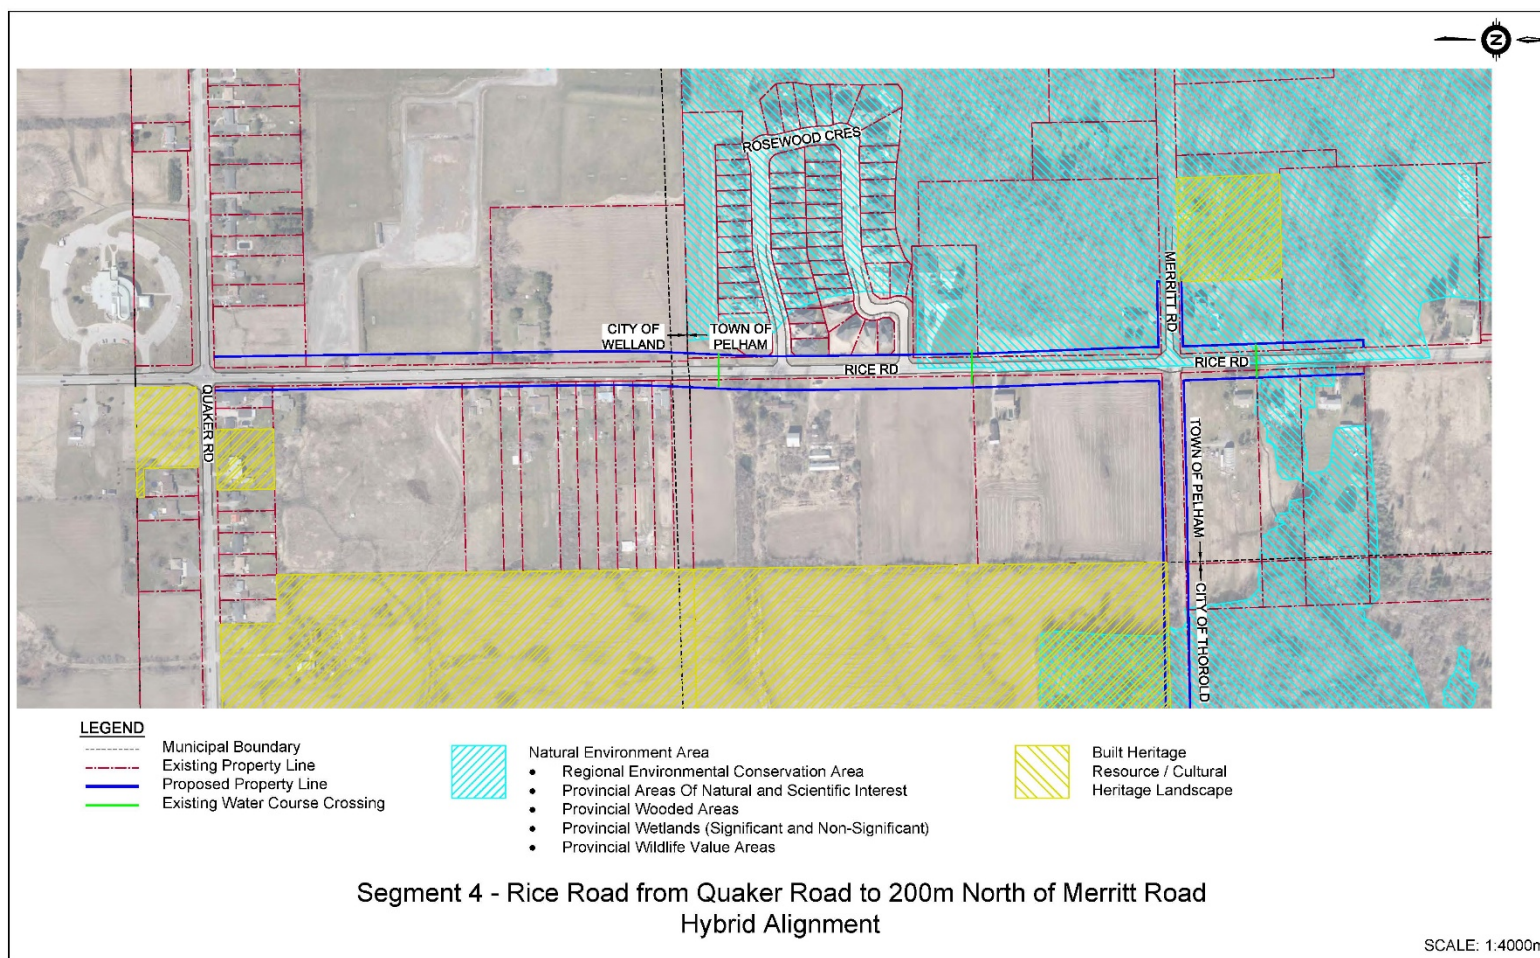 N
ROSEWOOD CRES
MERRITT RD
CITY OF
WELLAND
TOWN OF
PELHAM
RICE RD
RICE RD
QUAKER RD
TOWN OF PELHAM
CITY OF THOROLD
LEGEND
Municipal Boundary
Existing Property Line
Proposed Property Line
Existing Water Course Crossing
Natural Environment Area
• Regional Environmental Conservation Area
• Provincial Areas Of Natural and Scientific Interest
• Provincial Wooded Areas
• Provincial Wetlands (Significant and Non-Significant)
• Provincial Wildlife Value Areas
Built Heritage
Resource / Cultural
Heritage Landscape
Segment 4 - Rice Road from Quaker Road to 200m North of Merritt Road
Hybrid Alignment
SCALE: 1:4000m